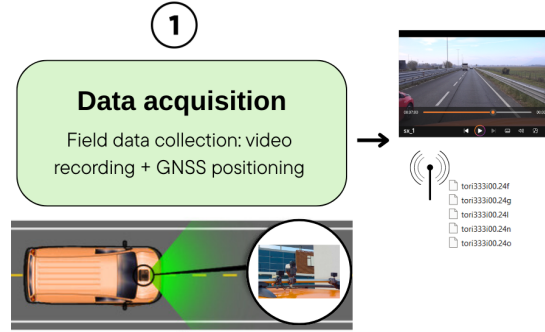 1
Data acquisition
Field data collection: video
recording + GNSS positioning
sx_1
tori333i00.24f
tori333i00.24g
tori333i00.24l
tori333i00.24n
tori333i00.24o